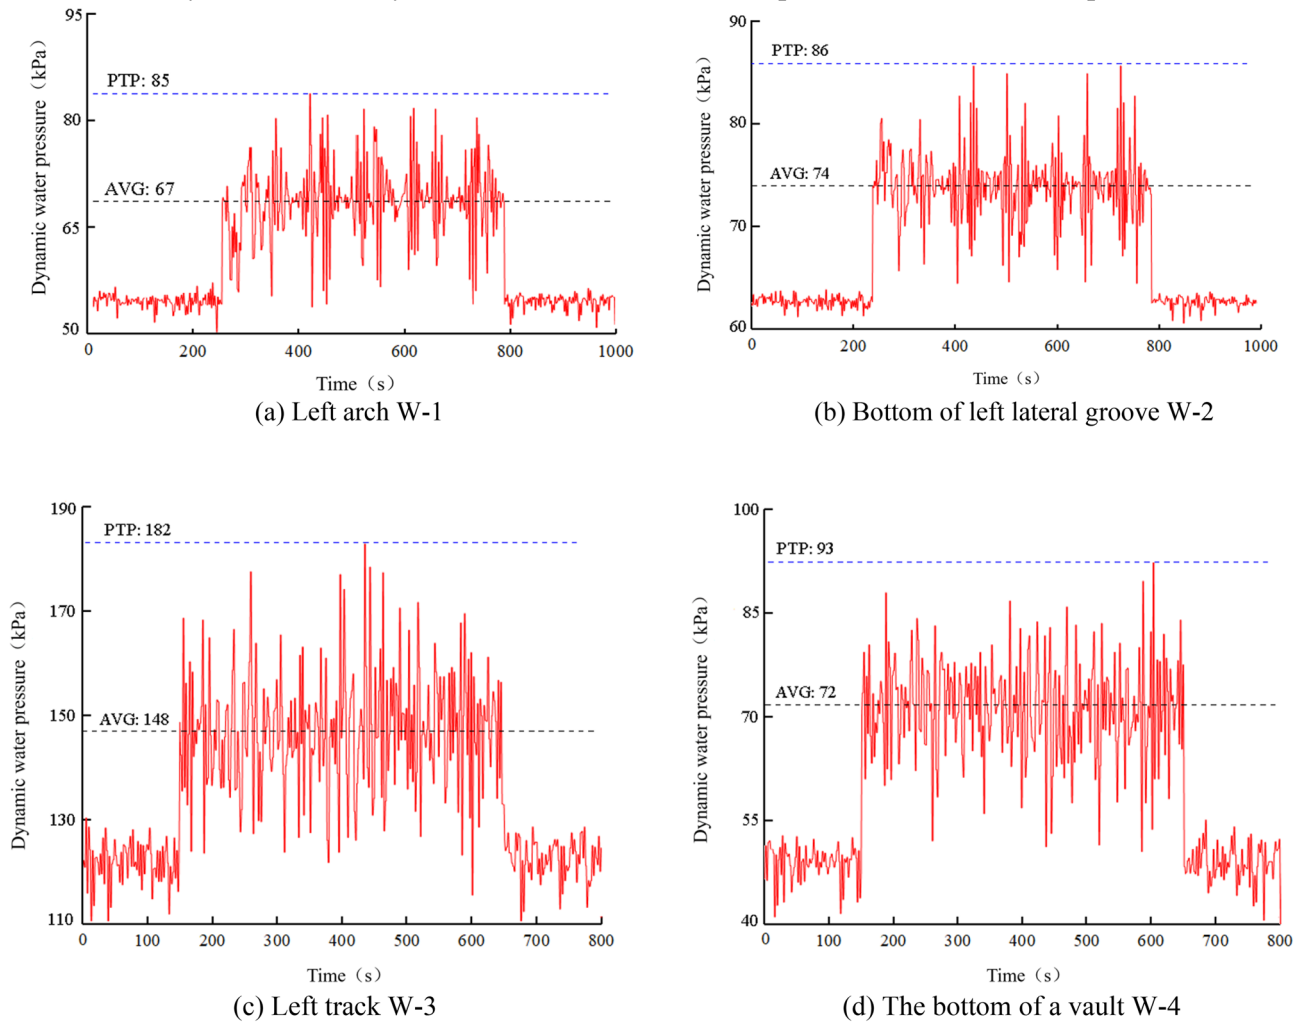 95
PTP: 85
80
AVG: 67
65
50
0 200 400 600 800 1000
Dynamic water pressure（kPa）
Time（s）
(a) Left arch W-1
90
PTP: 86
80
AVG: 74
70
60
0 200 400 600 800 1000
Dynamic water pressure（kPa）
Time（s）
(b) Bottom of left lateral groove W-2
190
PTP: 182
170
150
AVG: 148
130
110
0 100 200 300 400 500 600 700 800
Dynamic water pressure（kPa）
Time（s）
(c) Left track W-3
100
PTP: 93
85
AVG: 72
70
55
40
0 100 200 300 400 500 600 700 800
Dynamic water pressure（kPa）
Time（s）
(d) The bottom of a vault W-4